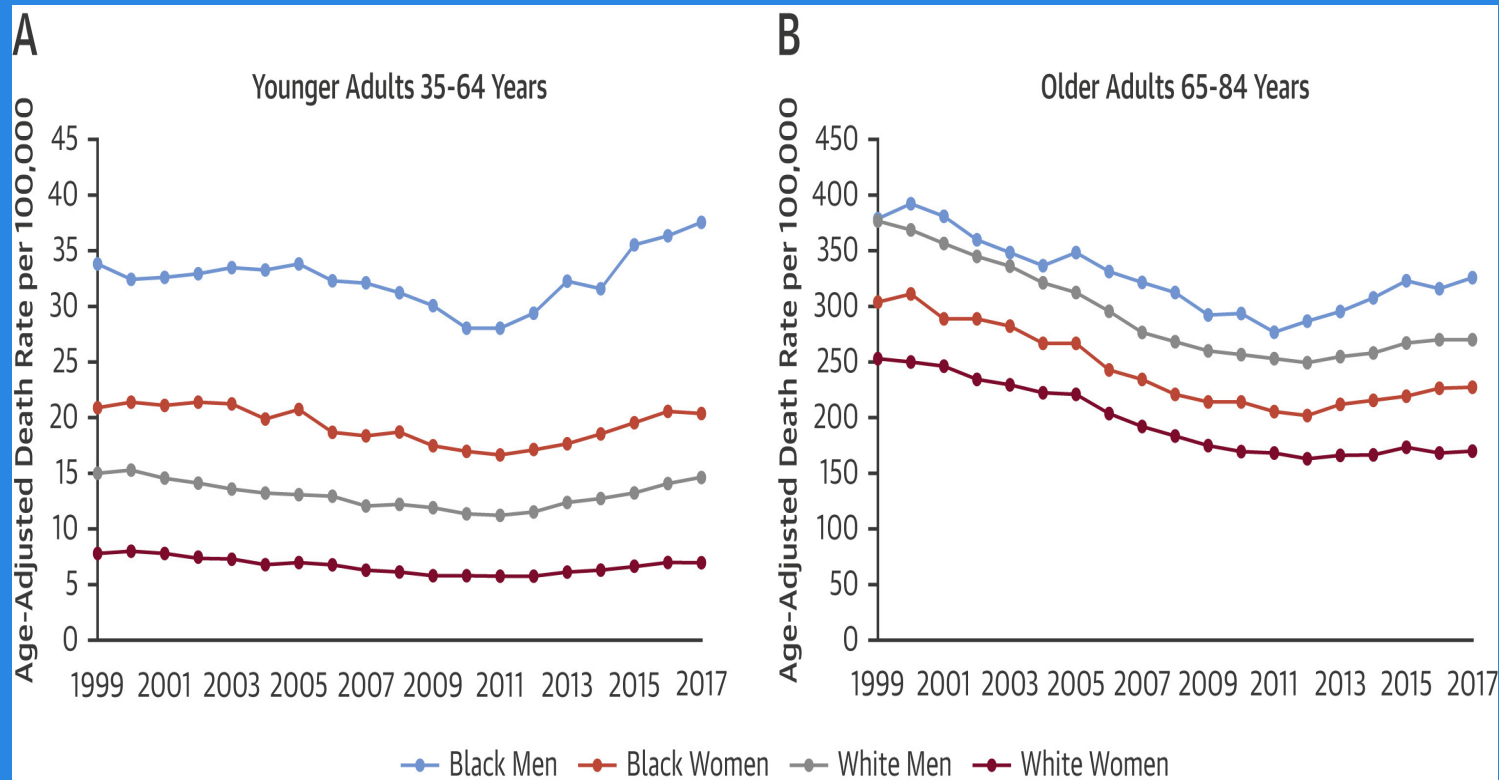 A
Younger Adults 35-64 Years
Age-Adjusted Death Rate per 100,000
45
40
35
30
25
20
15
10
5
0
1999 2001 2003 2005 2007 2009 2011 2013 2015 2017
B
Older Adults 65-84 Years
Age-Adjusted Death Rate per 100,000
450
400
350
300
250
200
150
100
50
0
1999 2001 2003 2005 2007 2009 2011 2013 2015 2017
Black Men Black Women White Men White Women